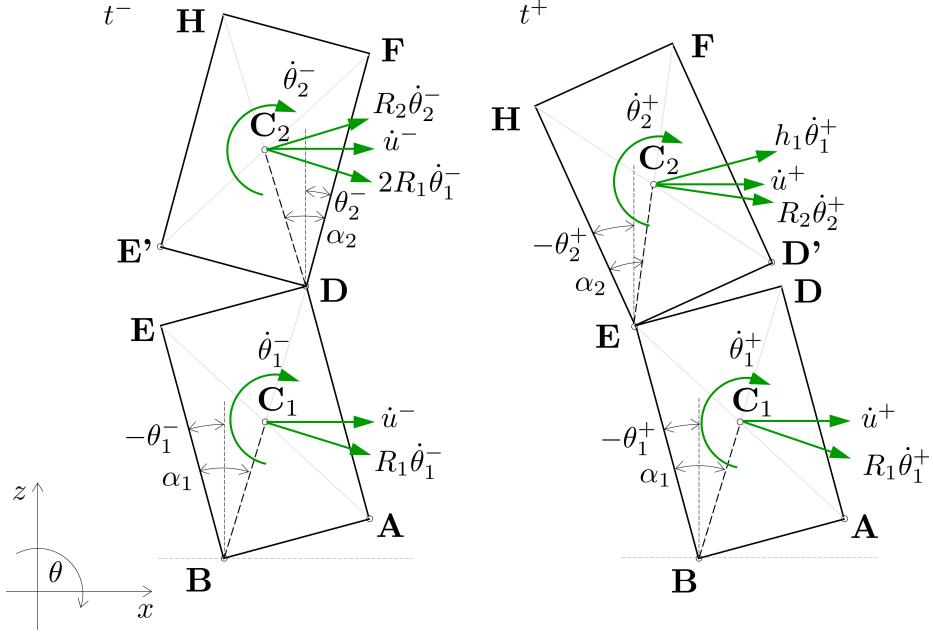 t⁻
H
F
θ̇₂⁻
C₂
R₂θ̇₂⁻
u̇⁻
2R₁θ̇₁⁻
θ₂⁻
α₂
E'
D
E
θ̇₁⁻
C₁
u̇⁻
−θ₁⁻
R₁θ̇₁⁻
α₁
A
B
z
θ
x
t⁺
F
H
θ̇₂⁺
h₁θ̇₁⁺
C₂
u̇⁺
R₂θ̇₂⁺
−θ₂⁺
D'
α₂
D
E
θ̇₁⁺
C₁
u̇⁺
−θ₁⁺
R₁θ̇₁⁺
α₁
A
B